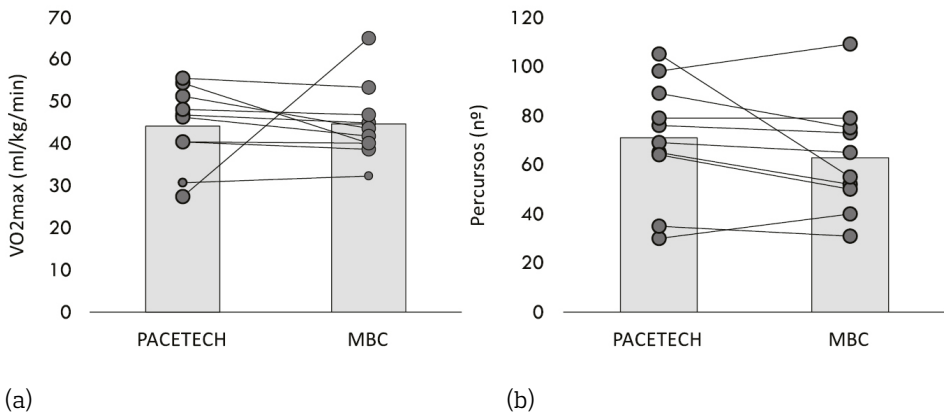 VO2max (ml/kg/min)
70
60
50
40
30
20
10
0
PACETECH
MBC
(a)
Percursos (nº)
120
100
80
60
40
20
0
PACETECH
MBC
(b)